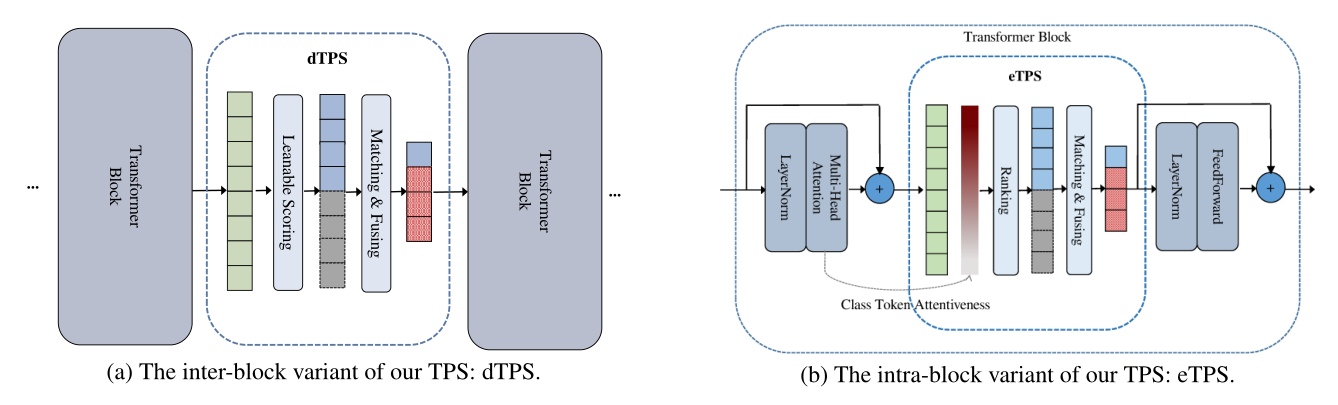 dTPS
...
Transformer
Block
Leanable Scoring
Matching & Fusing
Transformer
Block
...
(a) The inter-block variant of our TPS: dTPS.
Transformer Block
eTPS
LayerNorm
Multi-Head
Attention
+
Ranking
Matching & Fusing
LayerNorm
FeedForward
+
Class Token Attentiveness
(b) The intra-block variant of our TPS: eTPS.